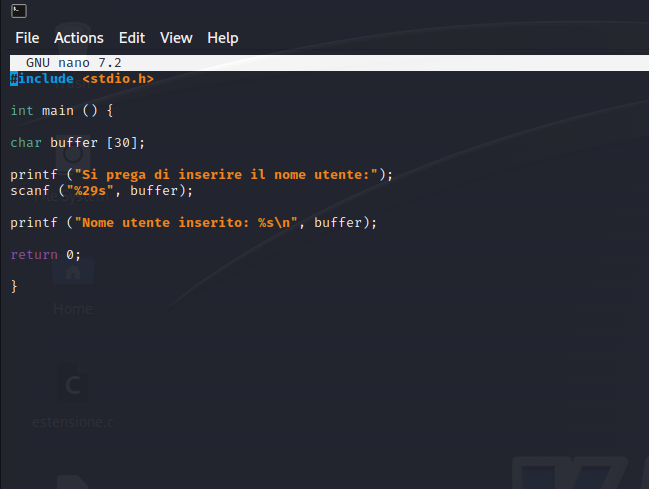 File Actions Edit View Help
GNU nano 7.2
#include <stdio.h>
int main () {
char buffer [30];
printf ("Si prega di inserire il nome utente:");
scanf ("%29s", buffer);
printf ("Nome utente inserito: %s\n", buffer);
return 0;
}
Home
C
estensione.c